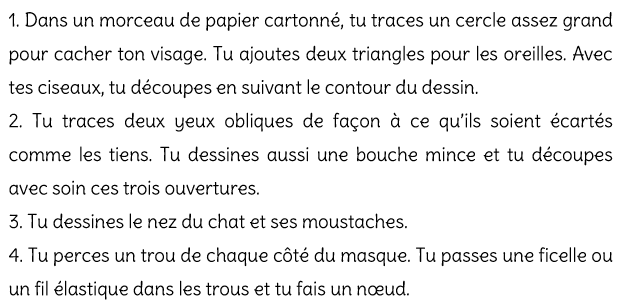 1. Dans un morceau de papier cartonné, tu traces un cercle assez grand
pour cacher ton visage. Tu ajoutes deux triangles pour les oreilles. Avec
tes ciseaux, tu découpes en suivant le contour du dessin.
2. Tu traces deux yeux obliques de façon à ce qu'ils soient écartés
comme les tiens. Tu dessines aussi une bouche mince et tu découpes
avec soin ces trois ouvertures.
3. Tu dessines le nez du chat et ses moustaches.
4. Tu perces un trou de chaque côté du masque. Tu passes une ficelle ou
un fil élastique dans les trous et tu fais un nœud.